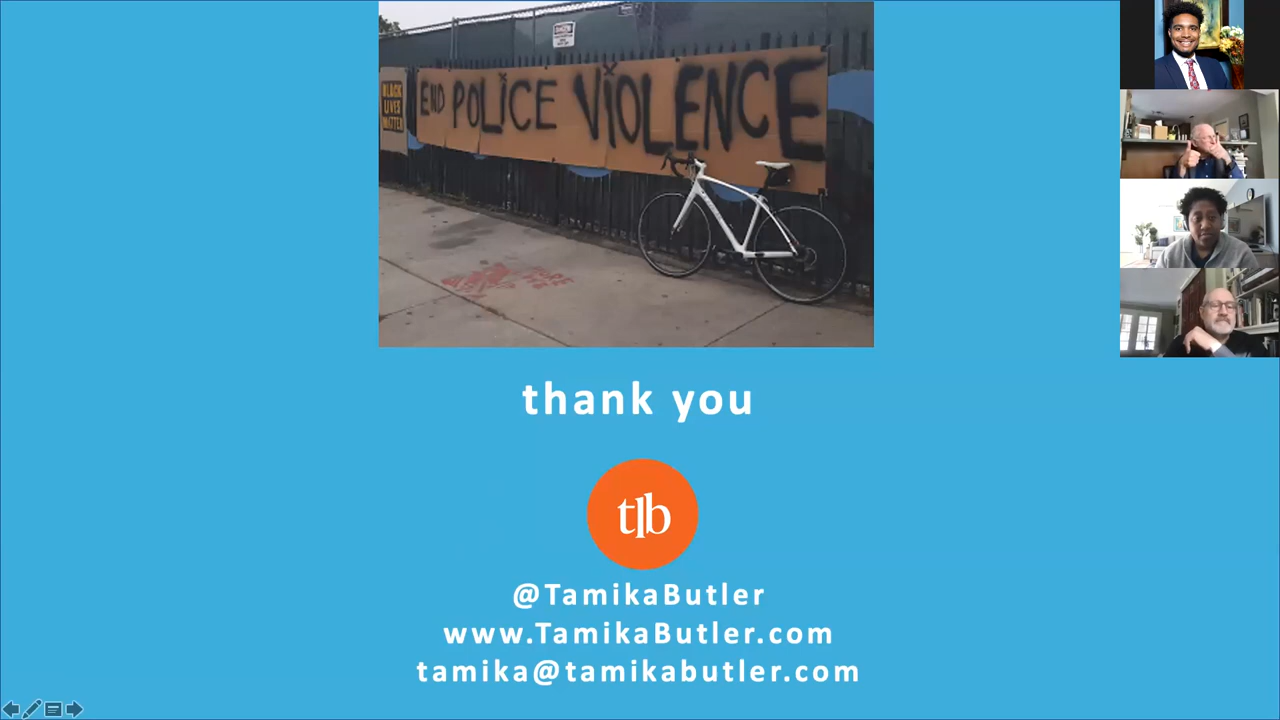 BLACK
LIVES
MATTER
END POLICE VIOLENCE
thank you
tlb
@TamikaButler
www.TamikaButler.com
tamika@tamikabutler.com